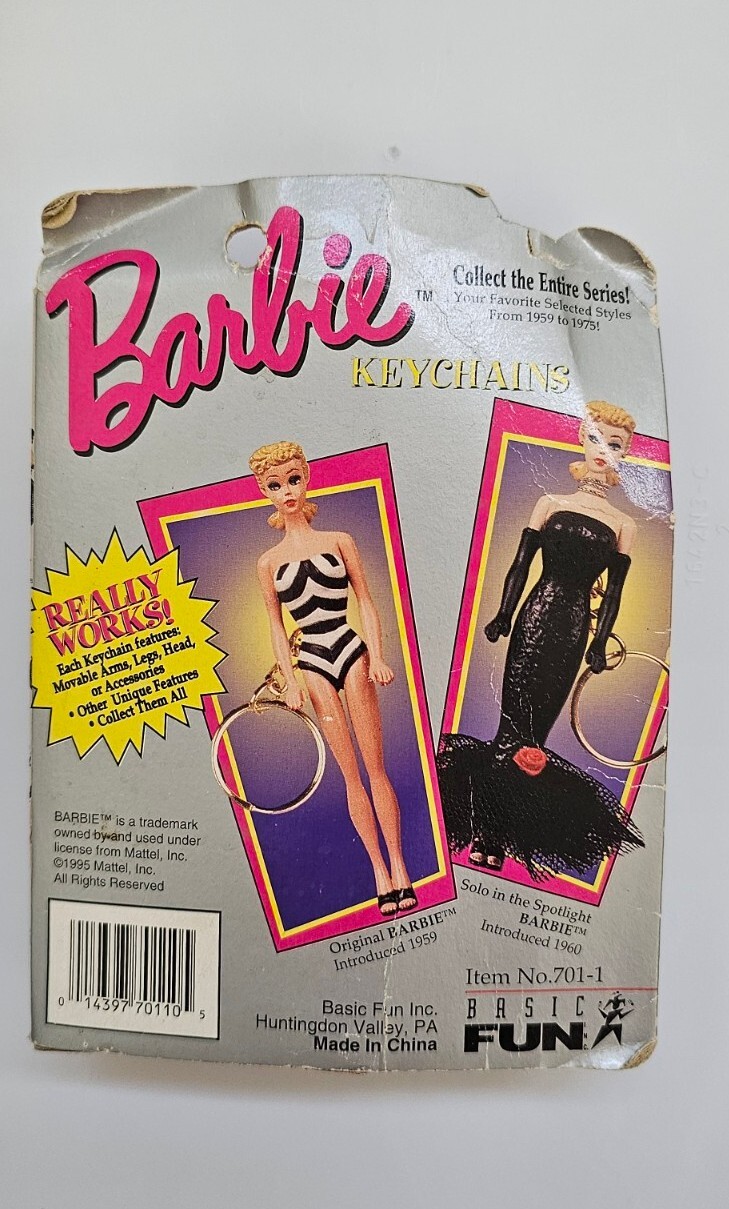 Barbie™
Collect the Entire Series!
Your Favorite Selected Styles
From 1959 to 1975!
KEYCHAINS
REALLY
WORKS!
Each Keychain features:
Movable Arms, Legs, Head,
or Accessories
• Other Unique Features
• Collect Them All
BARBIE™ is a trademark
owned by and used under
license from Mattel, Inc.
©1995 Mattel, Inc.
All Rights Reserved
Original BARBIE™
Introduced 1959
Solo in the Spotlight
BARBIE™
Introduced 1960
Item No.701-1
0 14397 70110 5
Basic Fun Inc.
Huntingdon Valley, PA
Made In China
BASIC
FUN